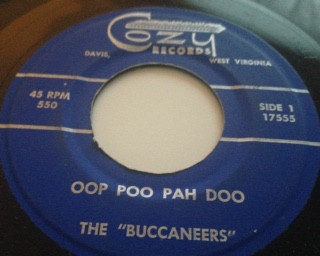 Cozy
RECORDS
DAVIS, WEST VIRGINIA
45 RPM SIDE 1
550 17555
OOP POO PAH DOO
THE "BUCCANEERS"